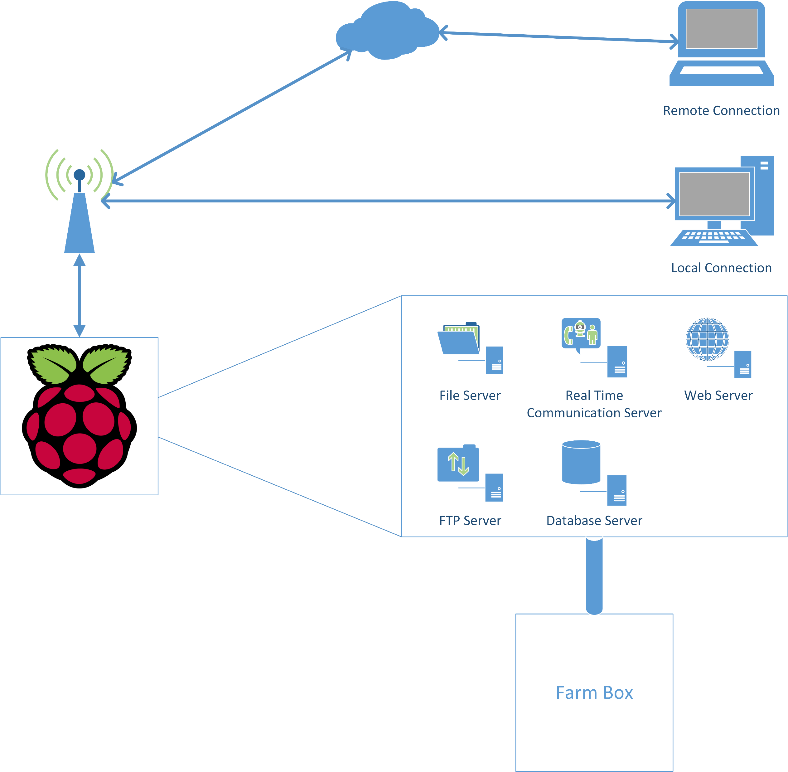 Remote Connection
Local Connection
File Server
Real Time
Communication Server
Web Server
FTP Server
Database Server
Farm Box